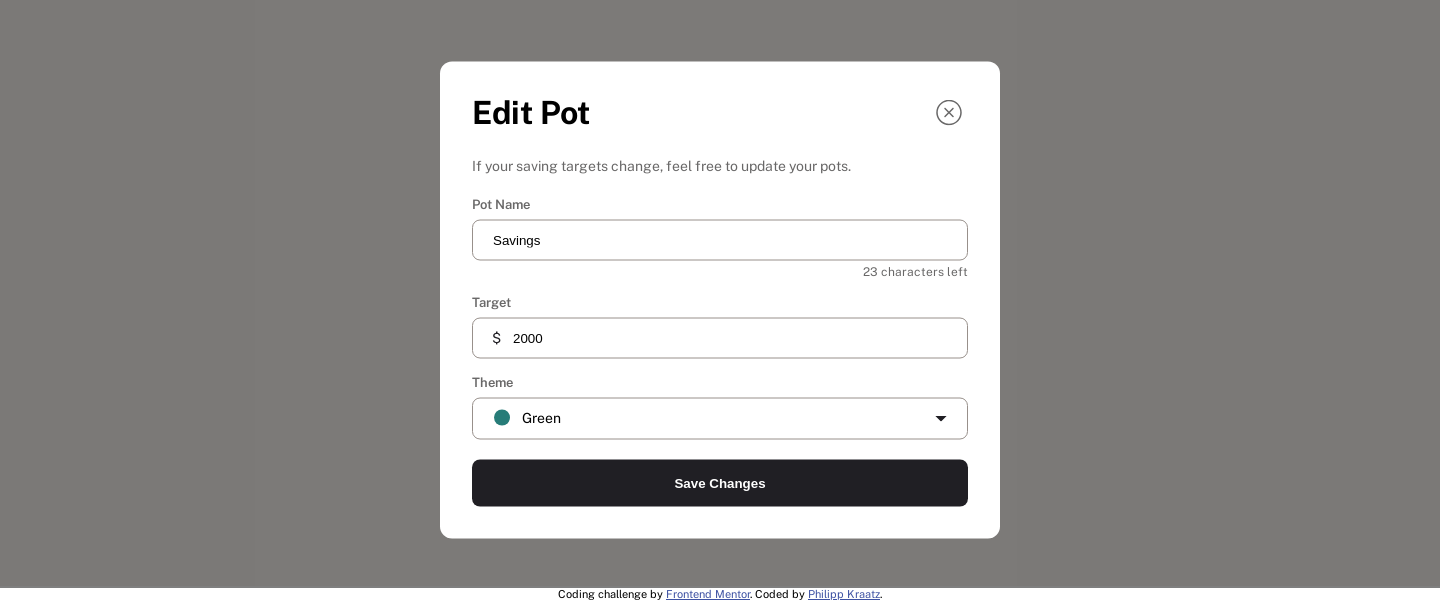 Edit Pot
If your saving targets change, feel free to update your pots.
Pot Name
Savings
23 characters left
Target
$ 2000
Theme
Green
Save Changes
Coding challenge by Frontend Mentor. Coded by Philipp Kraatz.